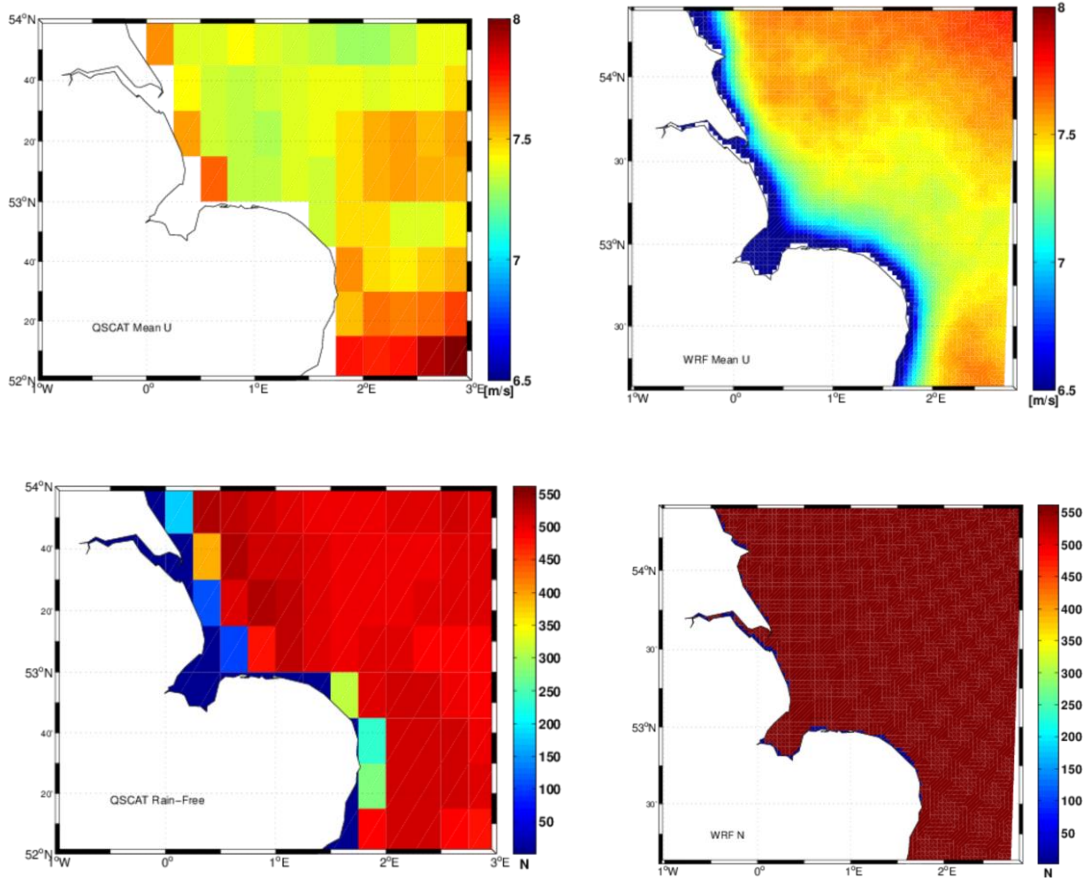 54°N
40'
20'
53°N
40'
20'
52°N
1°W
0°
1°E
2°E
3°E
QSCAT Mean U
8
7.5
7
6.5
[m/s]
54°N
30'
53°N
30'
1°W
0°
1°E
2°E
WRF Mean U
8
7.5
7
6.5
[m/s]
54°N
40'
20'
53°N
40'
20'
52°N
1°W
0°
1°E
2°E
3°E
QSCAT Rain-Free
550
500
450
400
350
300
250
200
150
100
50
N
54°N
30'
53°N
30'
1°W
0°
1°E
2°E
WRF N
550
500
450
400
350
300
250
200
150
100
50
N